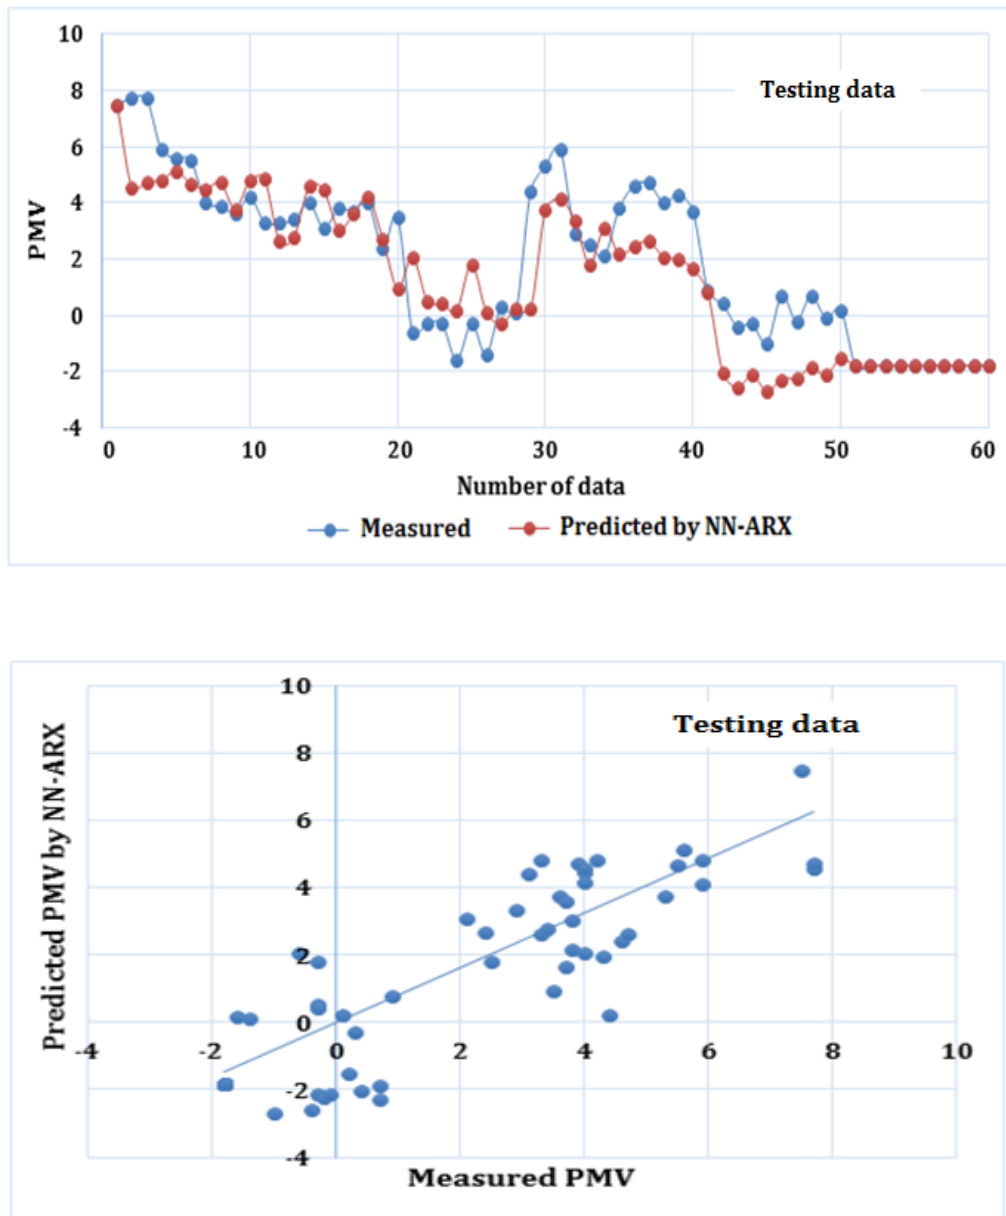 10
8
6
4
2
0
-2
-4
PMV
Testing data
0 10 20 30 40 50 60
Number of data
Measured Predicted by NN-ARX
10
8
6
4
2
0
-2
-4
Predicted PMV by NN-ARX
Testing data
-4 -2 0 2 4 6 8 10
Measured PMV